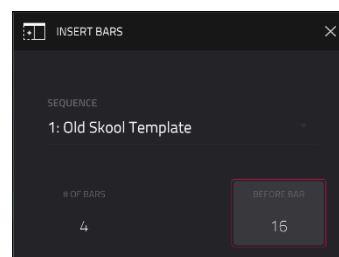 INSERT BARS
SEQUENCE
1: Old Skool Template
# OF BARS
BEFORE BAR
4
16